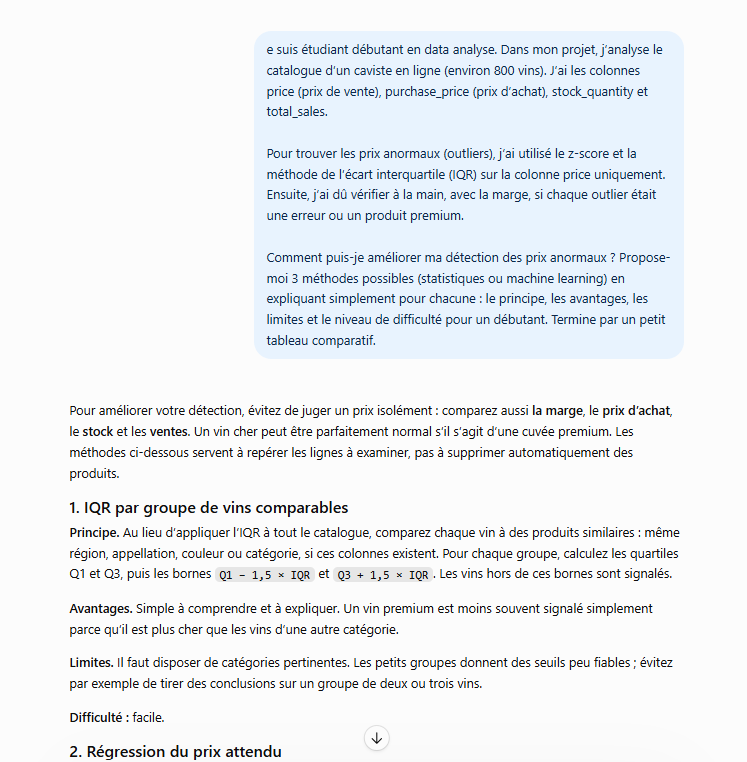 e suis étudiant débutant en data analyse. Dans mon projet, j’analyse le
catalogue d’un caviste en ligne (environ 800 vins). J’ai les colonnes
price (prix de vente), purchase_price (prix d’achat), stock_quantity et
total_sales.
Pour trouver les prix anormaux (outliers), j’ai utilisé le z-score et la
méthode de l’écart interquartile (IQR) sur la colonne price uniquement.
Ensuite, j’ai dû vérifier à la main, avec la marge, si chaque outlier était
une erreur ou un produit premium.
Comment puis-je améliorer ma détection des prix anormaux ? Propose-
moi 3 méthodes possibles (statistiques ou machine learning) en
expliquant simplement pour chacune : le principe, les avantages, les
limites et le niveau de difficulté pour un débutant. Termine par un petit
tableau comparatif.
Pour améliorer votre détection, évitez de juger un prix isolément : comparez aussi la marge, le prix d’achat,
le stock et les ventes. Un vin cher peut être parfaitement normal s’il s’agit d’une cuvée premium. Les
méthodes ci-dessous servent à repérer les lignes à examiner, pas à supprimer automatiquement des
produits.
1. IQR par groupe de vins comparables
Principe. Au lieu d’appliquer l’IQR à tout le catalogue, comparez chaque vin à des produits similaires : même
région, appellation, couleur ou catégorie, si ces colonnes existent. Pour chaque groupe, calculez les quartiles
Q1 et Q3, puis les bornes Q1 − 1,5 × IQR et Q3 + 1,5 × IQR. Les vins hors de ces bornes sont signalés.
Avantages. Simple à comprendre et à expliquer. Un vin premium est moins souvent signalé simplement
parce qu’il est plus cher que les vins d’une autre catégorie.
Limites. Il faut disposer de catégories pertinentes. Les petits groupes donnent des seuils peu fiables ; évitez
par exemple de tirer des conclusions sur un groupe de deux ou trois vins.
Difficulté : facile.
2. Régression du prix attendu